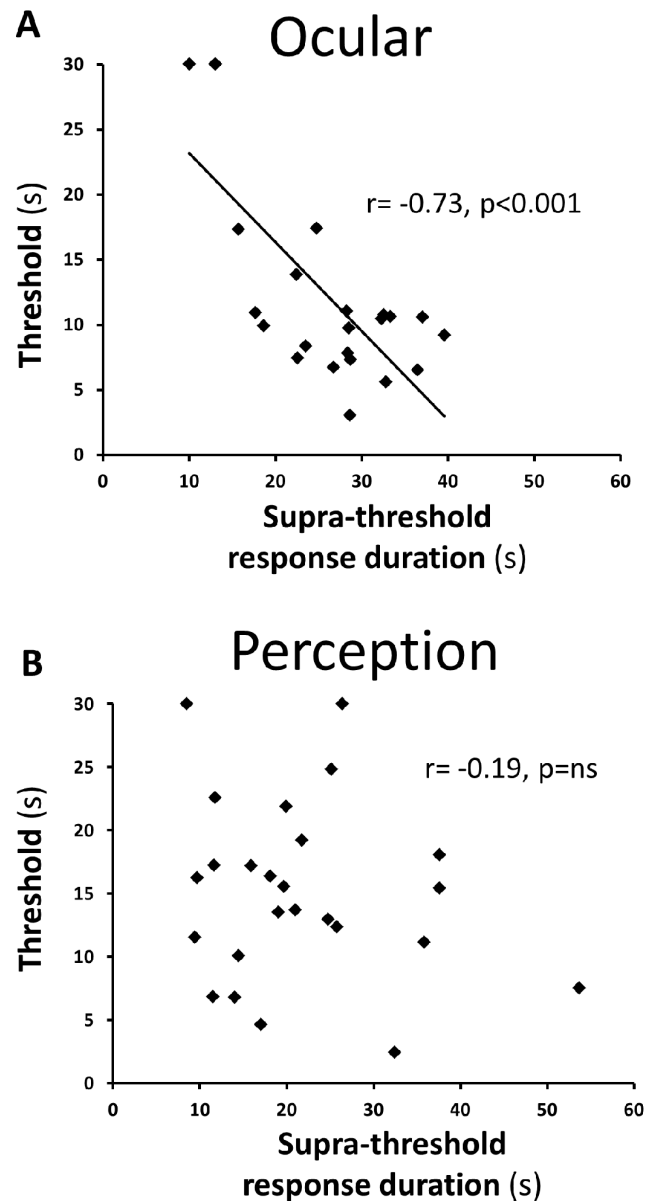 A
Ocular
30
25
20
15
10
5
0
Threshold (s)
r= -0.73, p<0.001
0 10 20 30 40 50 60
Supra-threshold
response duration (s)
B
Perception
30
25
20
15
10
5
0
Threshold (s)
r= -0.19, p=ns
0 10 20 30 40 50 60
Supra-threshold
response duration (s)